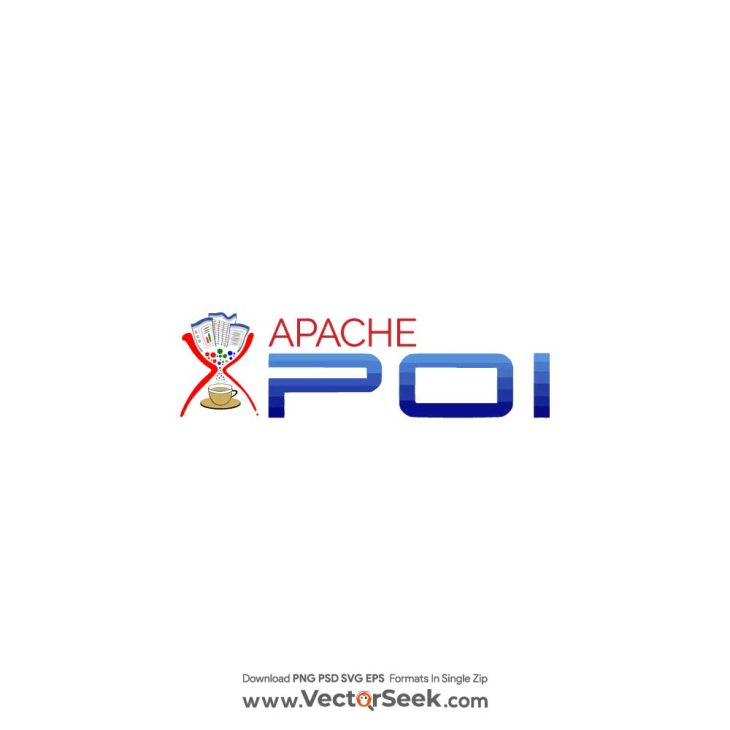 APACHE
POI
Download PNG PSD SVG EPS Formats In Single Zip
www.VectorSeek.com